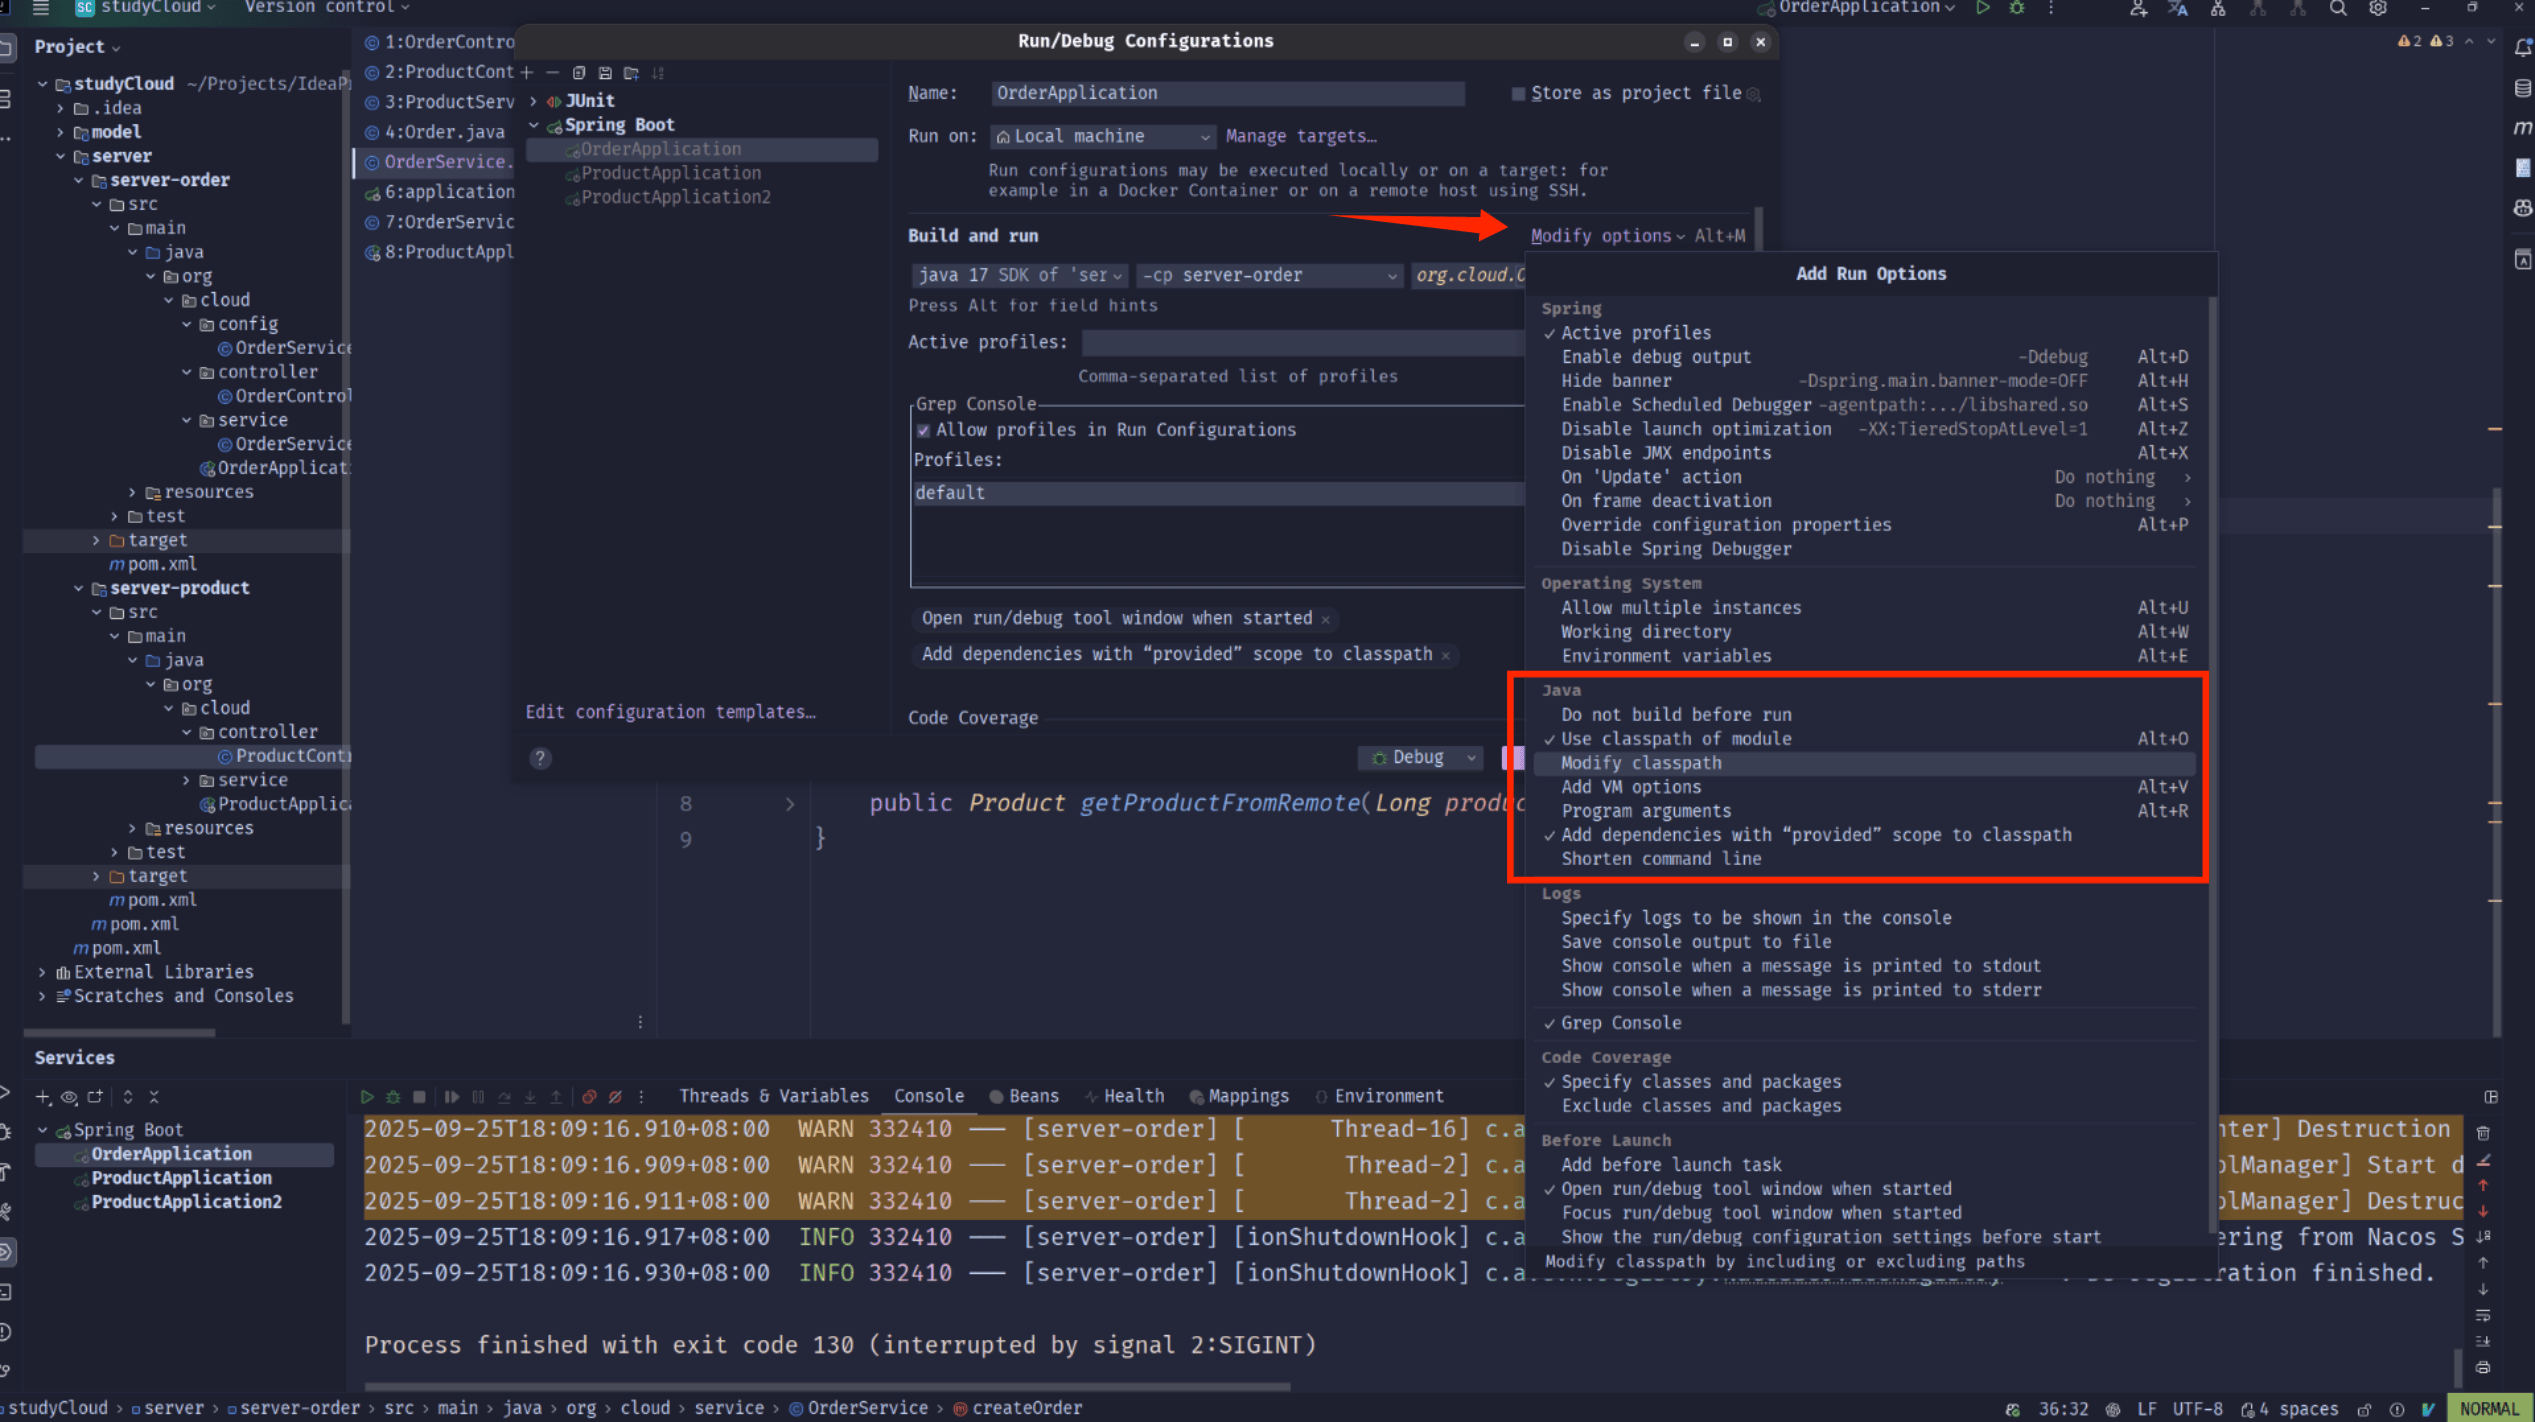 studyCloud
Version control
OrderApplication
Project
studyCloud ~/Projects/IdeaP
.idea
model
server
server-order
src
main
java
org
cloud
config
OrderService
controller
OrderControl
service
OrderService
OrderApplicat
resources
test
target
pom.xml
server-product
src
main
java
org
cloud
controller
ProductContr
service
ProductApplica
resources
test
target
pom.xml
pom.xml
pom.xml
External Libraries
Scratches and Consoles
1:OrderContro
2:ProductCont
3:ProductServ
4:Order.java
OrderService.
6:application
7:OrderServic
8:ProductAppl
2 3
Run/Debug Configurations
JUnit
Spring Boot
OrderApplication
ProductApplication
ProductApplication2
Edit configuration templates…
?
Name: OrderApplication
Store as project file
Run on: Local machine Manage targets…
Run configurations may be executed locally or on a target: for
example in a Docker Container or on a remote host using SSH.
Build and run
Modify options Alt+M
java 17 SDK of 'ser -cp server-order org.cloud.O
Press Alt for field hints
Active profiles:
Comma-separated list of profiles
Grep Console
Allow profiles in Run Configurations
Profiles:
default
Open run/debug tool window when started ×
Add dependencies with “provided” scope to classpath ×
Code Coverage
Debug
Add Run Options
Spring
✓ Active profiles
Enable debug output -Ddebug Alt+D
Hide banner -Dspring.main.banner-mode=OFF Alt+H
Enable Scheduled Debugger -agentpath:.../libshared.so Alt+S
Disable launch optimization -XX:TieredStopAtLevel=1 Alt+Z
Disable JMX endpoints Alt+X
On 'Update' action Do nothing
On frame deactivation Do nothing
Override configuration properties Alt+P
Disable Spring Debugger
Operating System
Allow multiple instances Alt+U
Working directory Alt+W
Environment variables Alt+E
Java
Do not build before run
✓ Use classpath of module Alt+O
Modify classpath
Add VM options Alt+V
Program arguments Alt+R
✓ Add dependencies with “provided” scope to classpath
Shorten command line
Logs
Specify logs to be shown in the console
Save console output to file
Show console when a message is printed to stdout
Show console when a message is printed to stderr
✓ Grep Console
Code Coverage
✓ Specify classes and packages
Exclude classes and packages
Before Launch
Add before launch task
✓ Open run/debug tool window when started
Focus run/debug tool window when started
Show the run/debug configuration settings before start
Modify classpath by including or excluding paths
8 public Product getProductFromRemote(Long produc
9 }
Services
Spring Boot
OrderApplication
ProductApplication
ProductApplication2
Threads & Variables Console Beans Health Mappings Environment
2025-09-25T18:09:16.910+08:00 WARN 332410 --- [server-order] [ Thread-16] c.a nter] Destruction
2025-09-25T18:09:16.909+08:00 WARN 332410 --- [server-order] [ Thread-2] c.a olManager] Start d
2025-09-25T18:09:16.911+08:00 WARN 332410 --- [server-order] [ Thread-2] c.a olManager] Destruc
2025-09-25T18:09:16.917+08:00 INFO 332410 --- [server-order] [ionShutdownHook] c.a ering from Nacos S
2025-09-25T18:09:16.930+08:00 INFO 332410 --- [server-order] [ionShutdownHook] c.a ration finished.
Process finished with exit code 130 (interrupted by signal 2:SIGINT)
studyCloud › server › server-order › src › main › java › org › cloud › service › OrderService › createOrder
36:32 LF UTF-8 4 spaces NORMAL